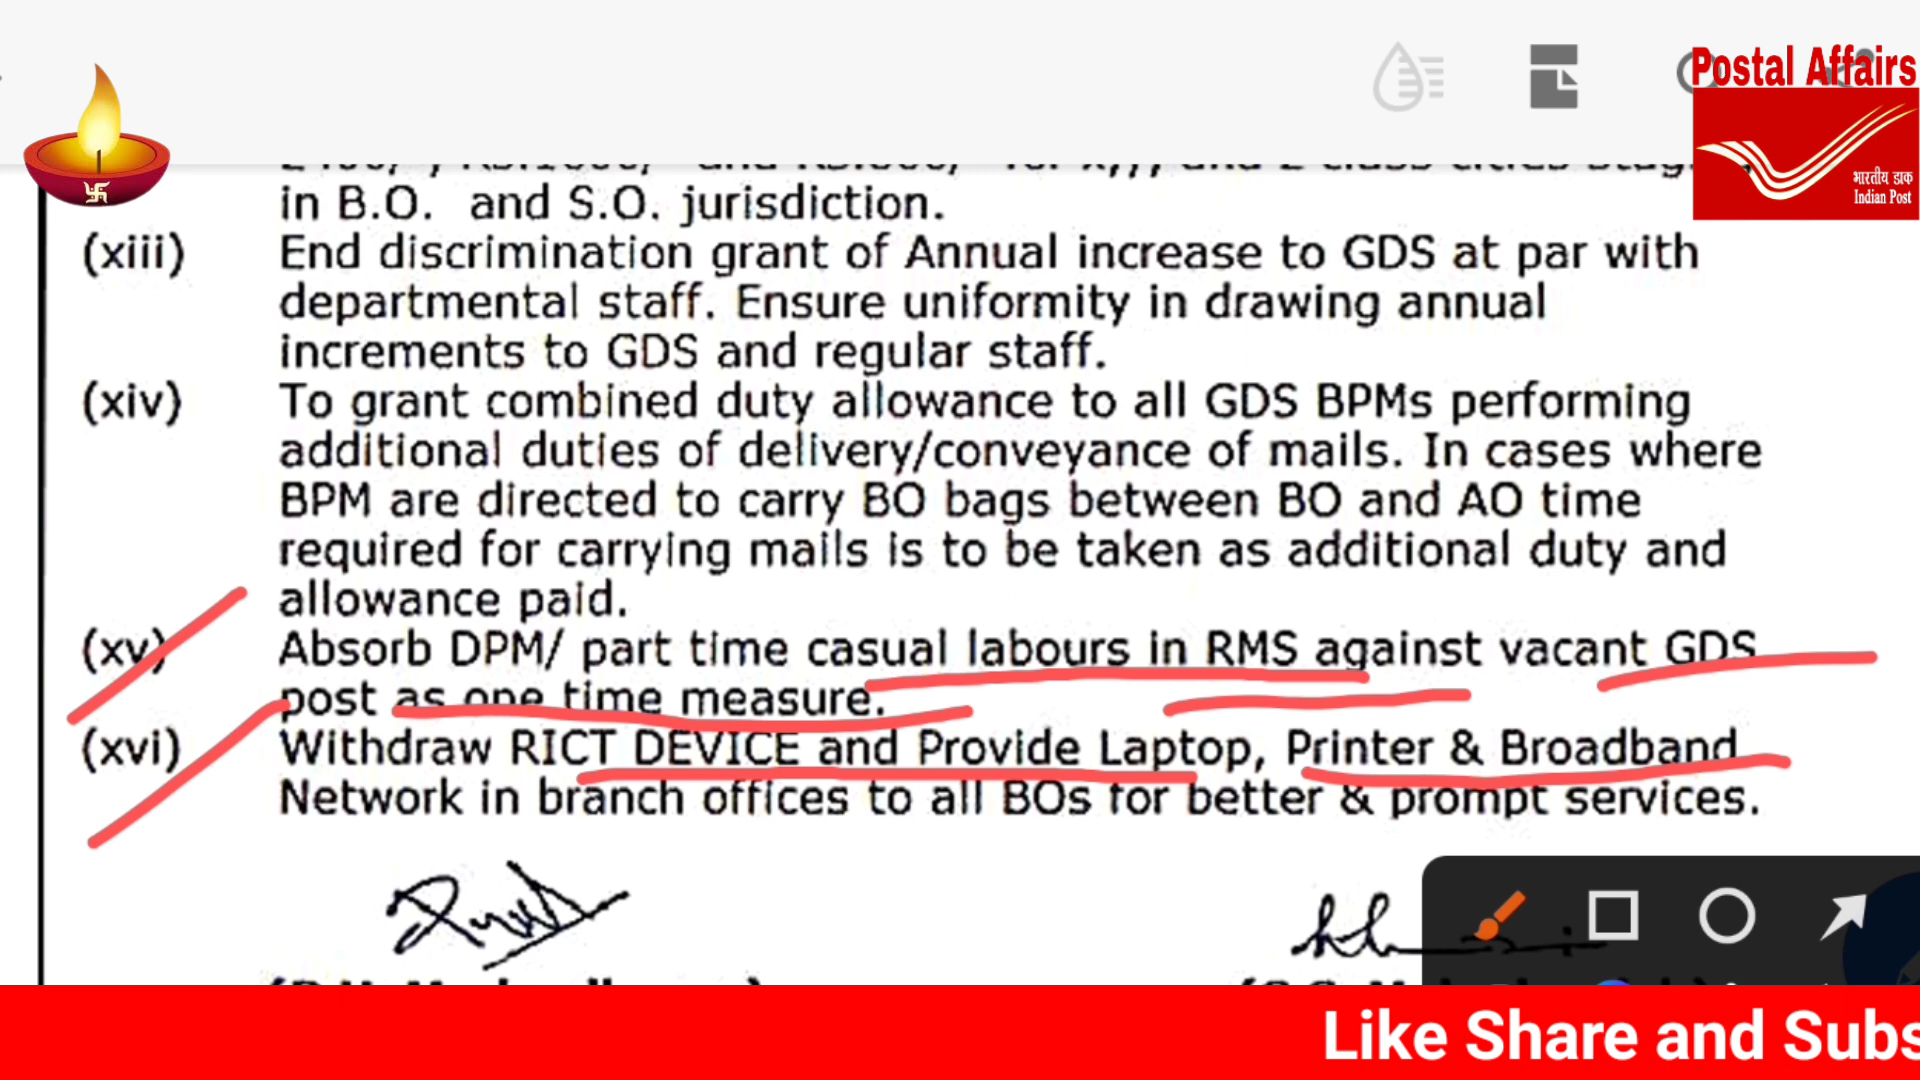 Postal Affairs
भारतीय डाक
Indian Post
in B.O. and S.O. jurisdiction.
(xiii) End discrimination grant of Annual increase to GDS at par with
departmental staff. Ensure uniformity in drawing annual
increments to GDS and regular staff.
(xiv) To grant combined duty allowance to all GDS BPMs performing
additional duties of delivery/conveyance of mails. In cases where
BPM are directed to carry BO bags between BO and AO time
required for carrying mails is to be taken as additional duty and
allowance paid.
(xv) Absorb DPM/ part time casual labours in RMS against vacant GDS
post as one time measure.
(xvi) Withdraw RICT DEVICE and Provide Laptop, Printer & Broadband
Network in branch offices to all BOs for better & prompt services.
Like Share and Subs